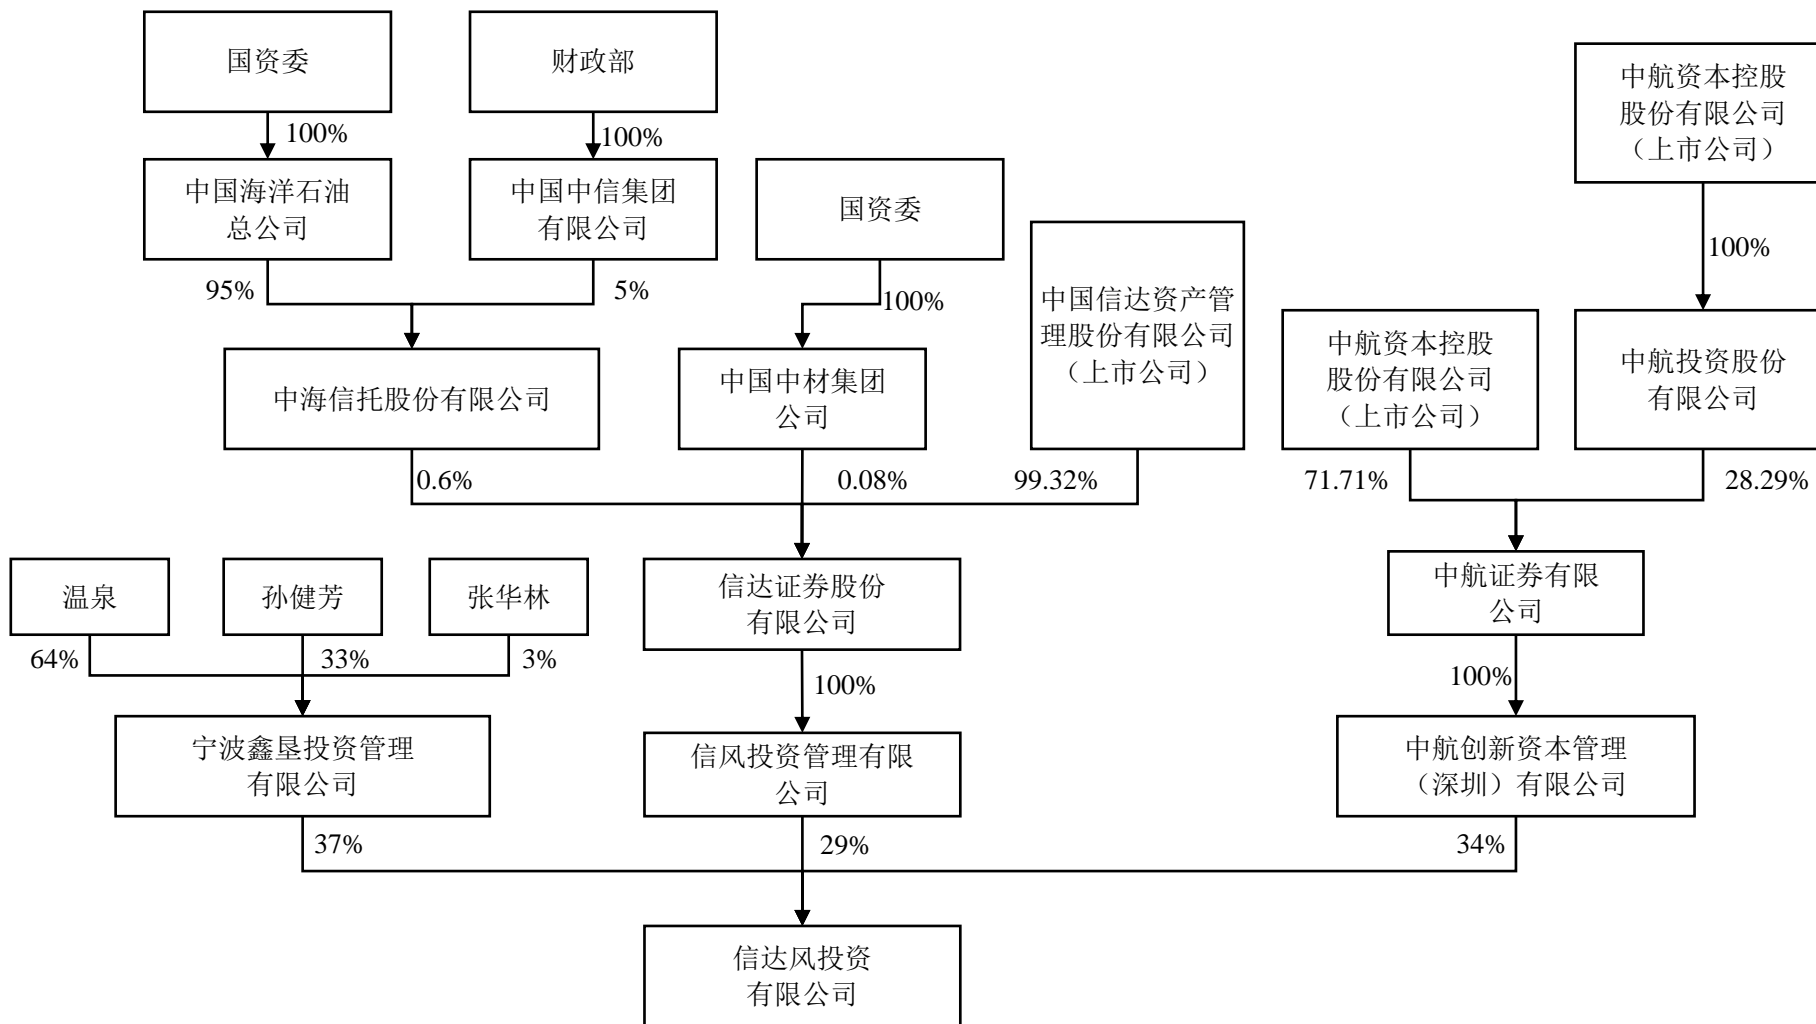 国资委
财政部
中航资本控股
股份有限公司
（上市公司）
100%
100%
中国海洋石油
总公司
中国中信集团
有限公司
国资委
100%
95%
5%
100%
中国信达资产管
理股份有限公司
（上市公司）
中航资本控股
股份有限公司
（上市公司）
中航投资股份
有限公司
中海信托股份有限公司
中国中材集团
公司
0.6%
0.08%
99.32%
71.71%
28.29%
温泉
孙健芳
张华林
信达证券股份
有限公司
中航证券有限
公司
64%
33%
3%
100%
100%
宁波鑫垦投资管理
有限公司
信风投资管理有限
公司
中航创新资本管理
（深圳）有限公司
37%
29%
34%
信达风投资
有限公司